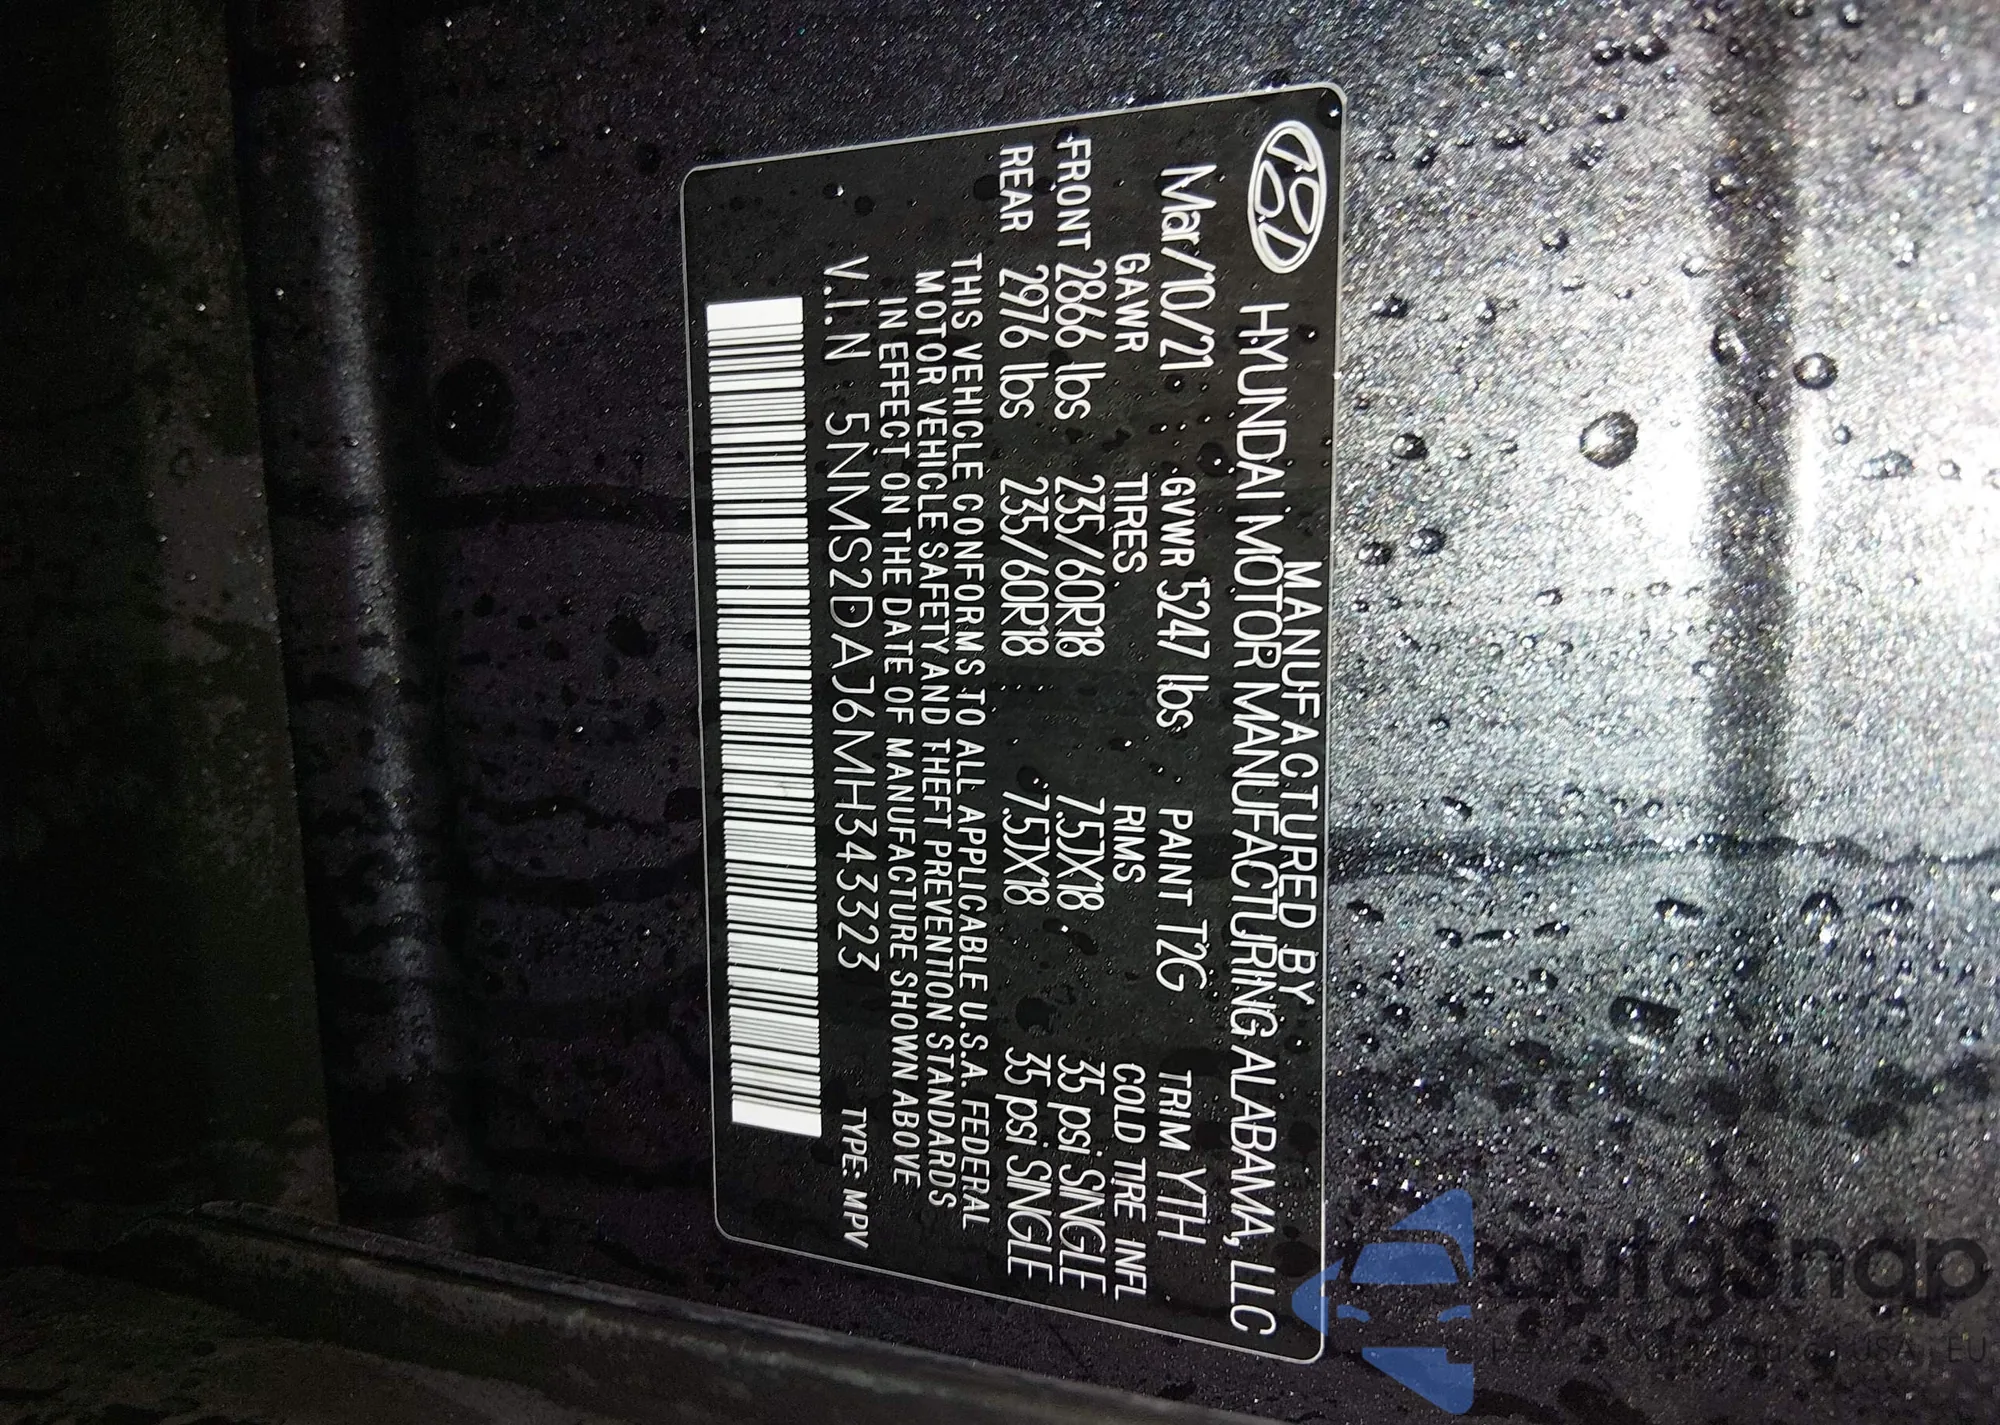 MANUFACTURED BY
HYUNDAI MOTOR MANUFACTURING ALABAMA, LLC
Mar/10/21 GVWR 5247 lbs PAINT T2G TRIM YTH
GAWR TIRES RIMS COLD TIRE INFL
FRONT 2866 lbs 235/60R18 7.5JX18 35 psi SINGLE
REAR 2976 lbs 235/60R18 7.5JX18 35 psi SINGLE
THIS VEHICLE CONFORMS TO ALL APPLICABLE U.S.A. FEDERAL
MOTOR VEHICLE SAFETY AND THEFT PREVENTION STANDARDS
IN EFFECT ON THE DATE OF MANUFACTURE SHOWN ABOVE
V.I.N 5NMS2DAJ6MH343323 TYPE: MPV
autosnap
USA EU